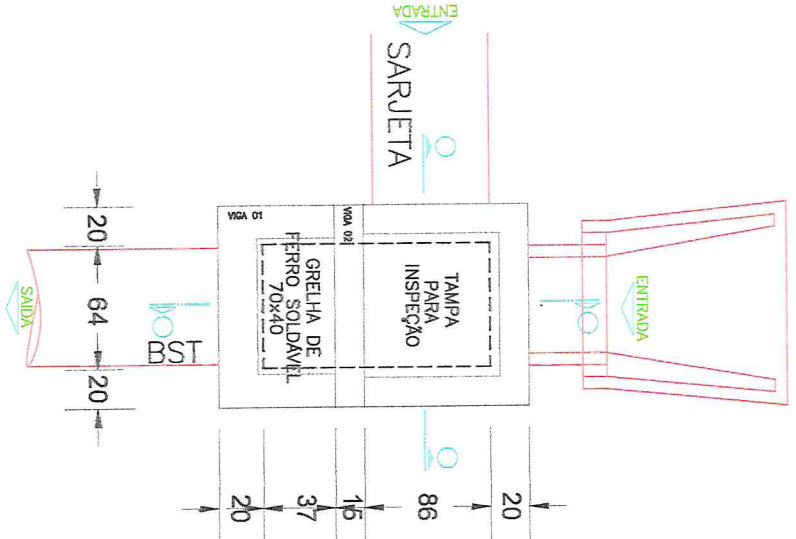 ENTRADA
SARJETA
ENTRADA
TAMPA
PARA
INSPEÇÃO
VIGA 02
VIGA 01
GRELHA DE
FERRO SOLDÁVEL
70x40
BST
SAIDA
20
64
20
20
37
15
86
20